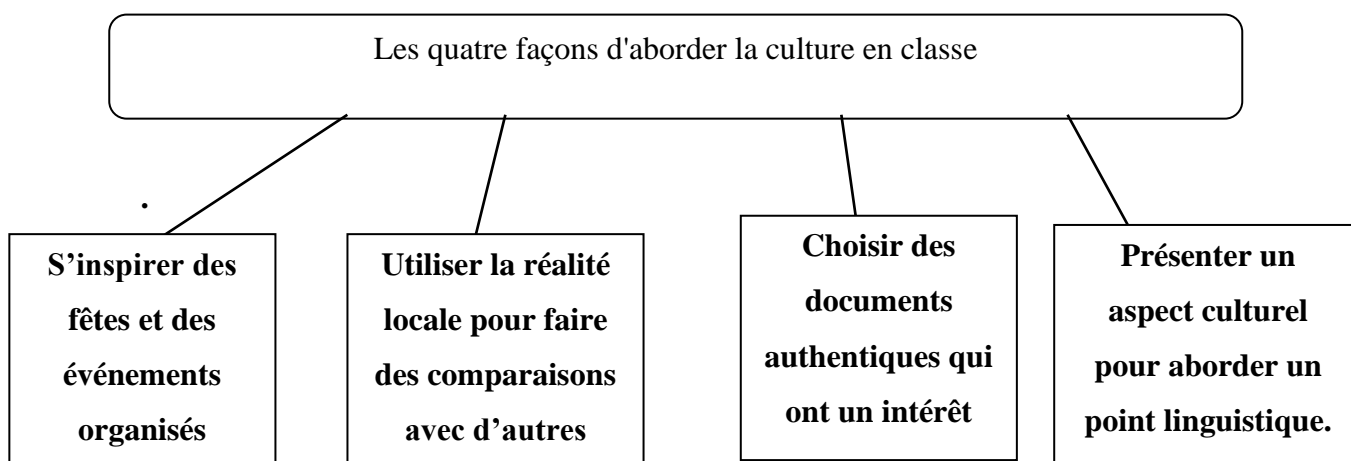 Les quatre façons d'aborder la culture en classe
S’inspirer des
fêtes et des
événements
organisés
Utiliser la réalité
locale pour faire
des comparaisons
avec d’autres
Choisir des
documents
authentiques qui
ont un intérêt
Présenter un
aspect culturel
pour aborder un
point linguistique.